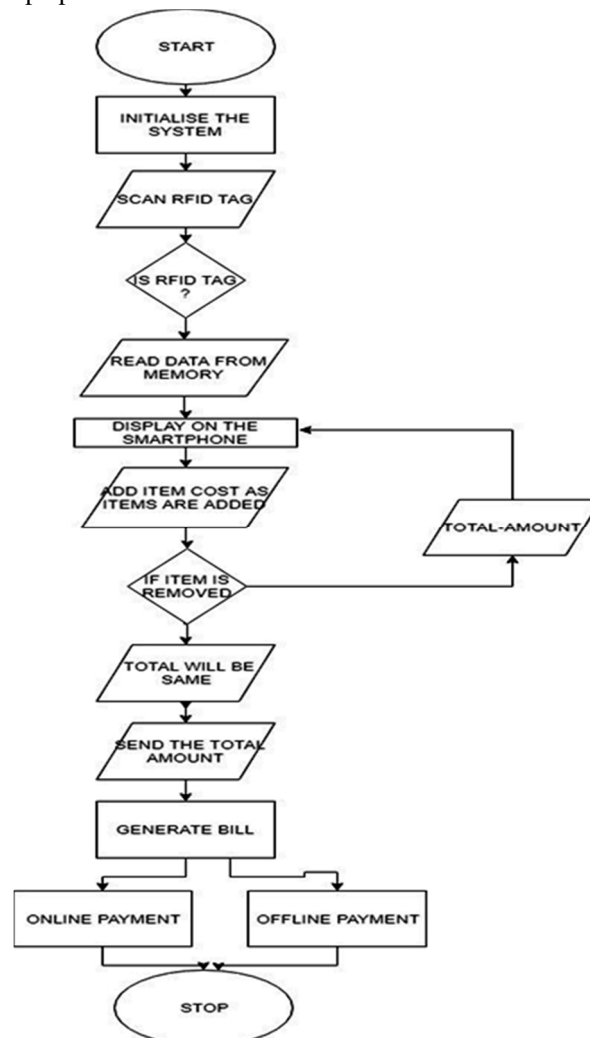 START
INITIALISE THE
SYSTEM
SCAN RFID TAG
IS RFID TAG
?
READ DATA FROM
MEMORY
DISPLAY ON THE
SMARTPHONE
ADD ITEM COST AS
ITEMS ARE ADDED
TOTAL-AMOUNT
IF ITEM IS
REMOVED
TOTAL WILL BE
SAME
SEND THE TOTAL
AMOUNT
GENERATE BILL
ONLINE PAYMENT
OFFLINE PAYMENT
STOP